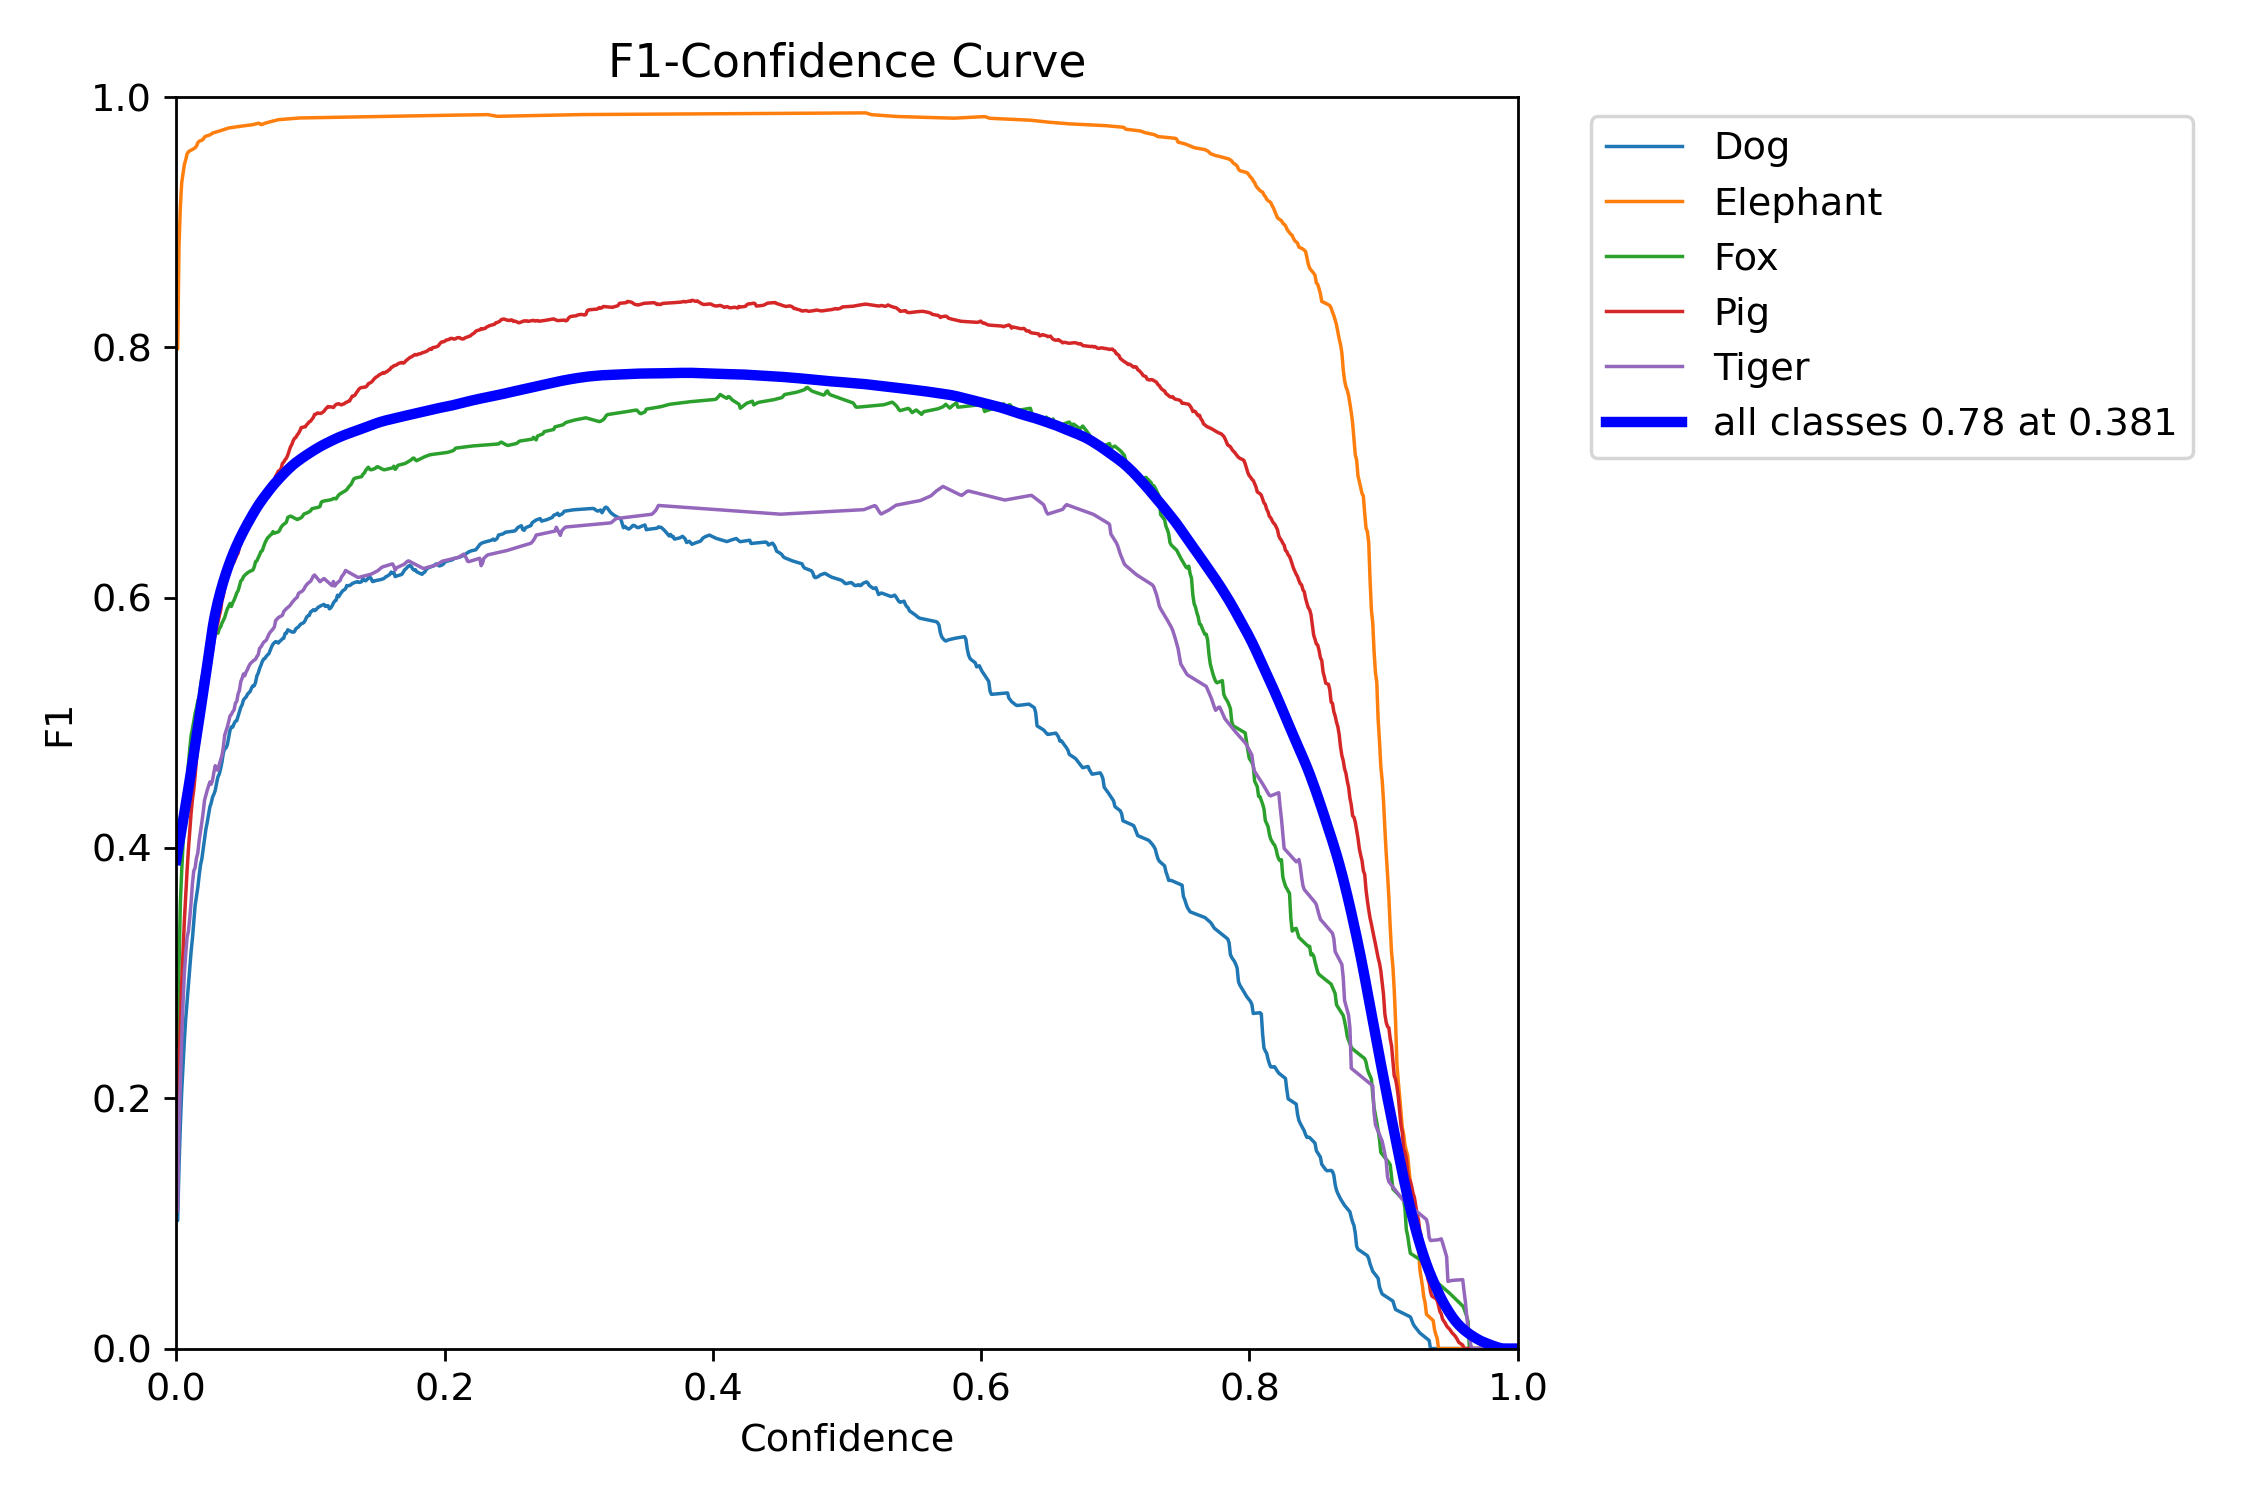 F1-Confidence Curve
1.0
0.8
0.6
0.4
0.2
0.0
F1
0.0 0.2 0.4 0.6 0.8 1.0
Confidence
Dog
Elephant
Fox
Pig
Tiger
all classes 0.78 at 0.381